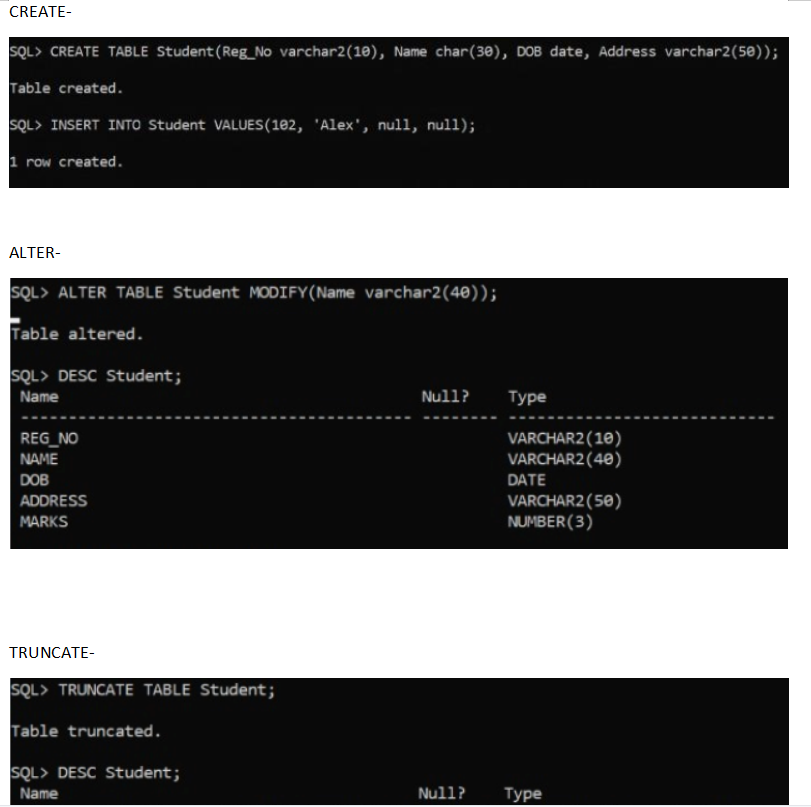 CREATE-
SQL> CREATE TABLE Student(Reg_No varchar2(10), Name char(30), DOB date, Address varchar2(50));
Table created.
SQL> INSERT INTO Student VALUES(102, 'Alex', null, null);
1 row created.
ALTER-
SQL> ALTER TABLE Student MODIFY(Name varchar2(40));
Table altered.
SQL> DESC Student;
Name Null? Type
----------------------------------------- -------- ----------------------------
REG_NO VARCHAR2(10)
NAME VARCHAR2(40)
DOB DATE
ADDRESS VARCHAR2(50)
MARKS NUMBER(3)
TRUNCATE-
SQL> TRUNCATE TABLE Student;
Table truncated.
SQL> DESC Student;
Name Null? Type